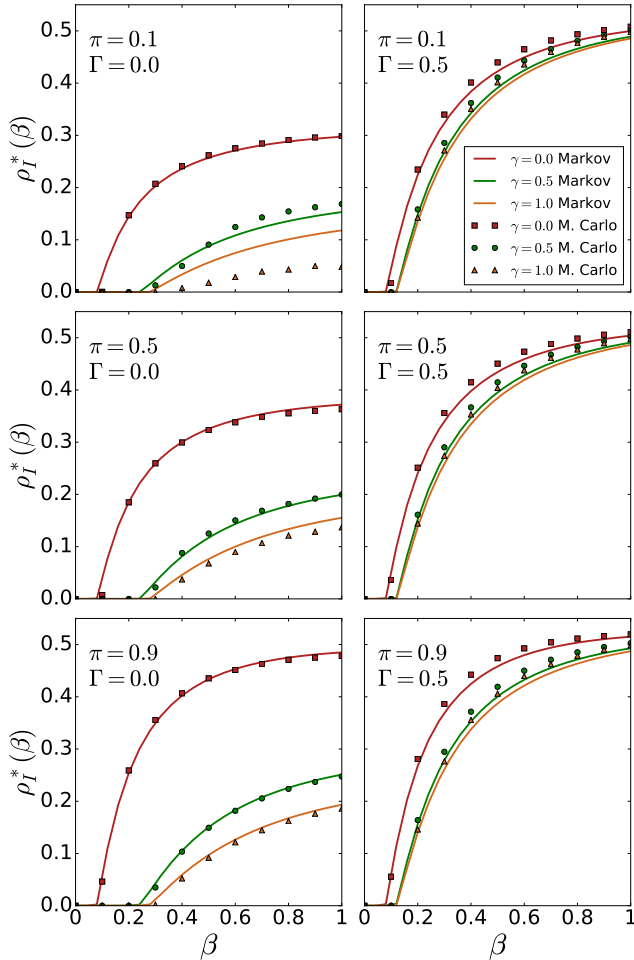 π = 0.1
Γ = 0.0
π = 0.1
Γ = 0.5
0.5
0.4
0.3
0.2
0.1
0.0
ρ*I(β)
γ = 0.0 Markov
γ = 0.5 Markov
γ = 1.0 Markov
γ = 0.0 M. Carlo
γ = 0.5 M. Carlo
γ = 1.0 M. Carlo
π = 0.5
Γ = 0.0
π = 0.5
Γ = 0.5
0.5
0.4
0.3
0.2
0.1
0.0
ρ*I(β)
π = 0.9
Γ = 0.0
π = 0.9
Γ = 0.5
0.5
0.4
0.3
0.2
0.1
0.0
ρ*I(β)
0 0.2 0.4 0.6 0.8 1
0 0.2 0.4 0.6 0.8 1
β
β